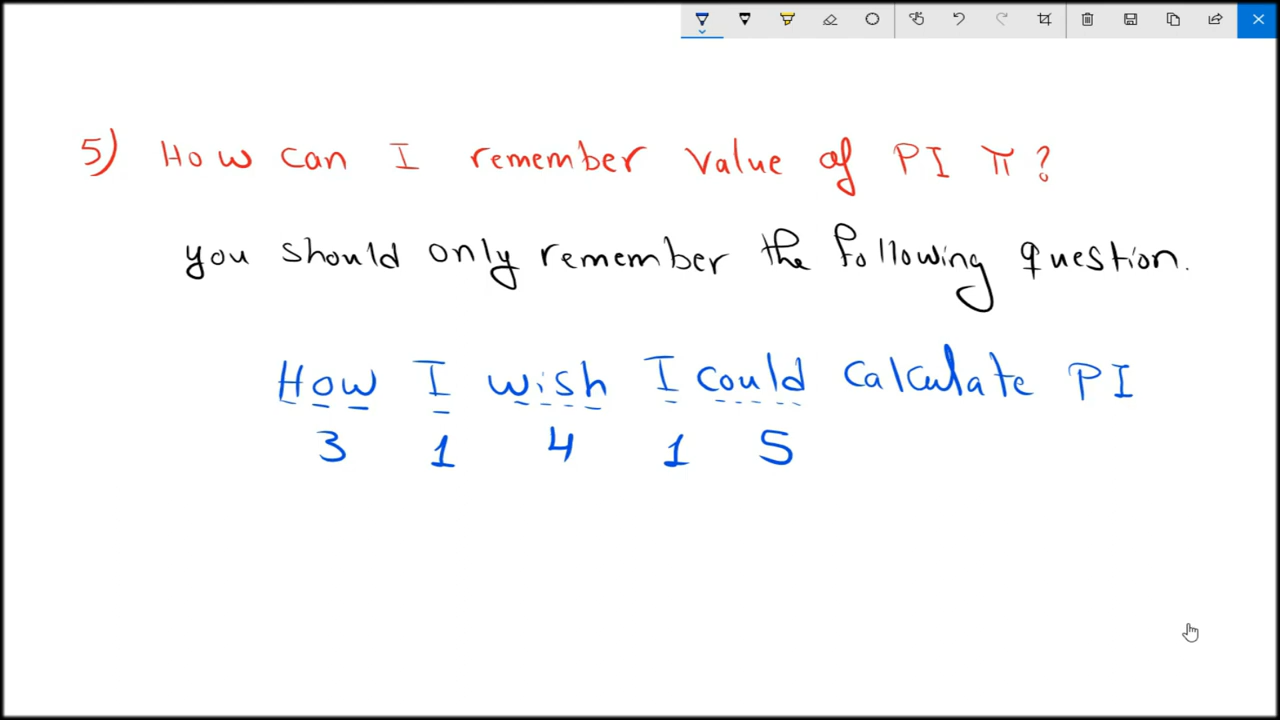 5) How can I remember value of PI π?
you should only remember the following question.
How I wish I could calculate PI
3 1 4 1 5